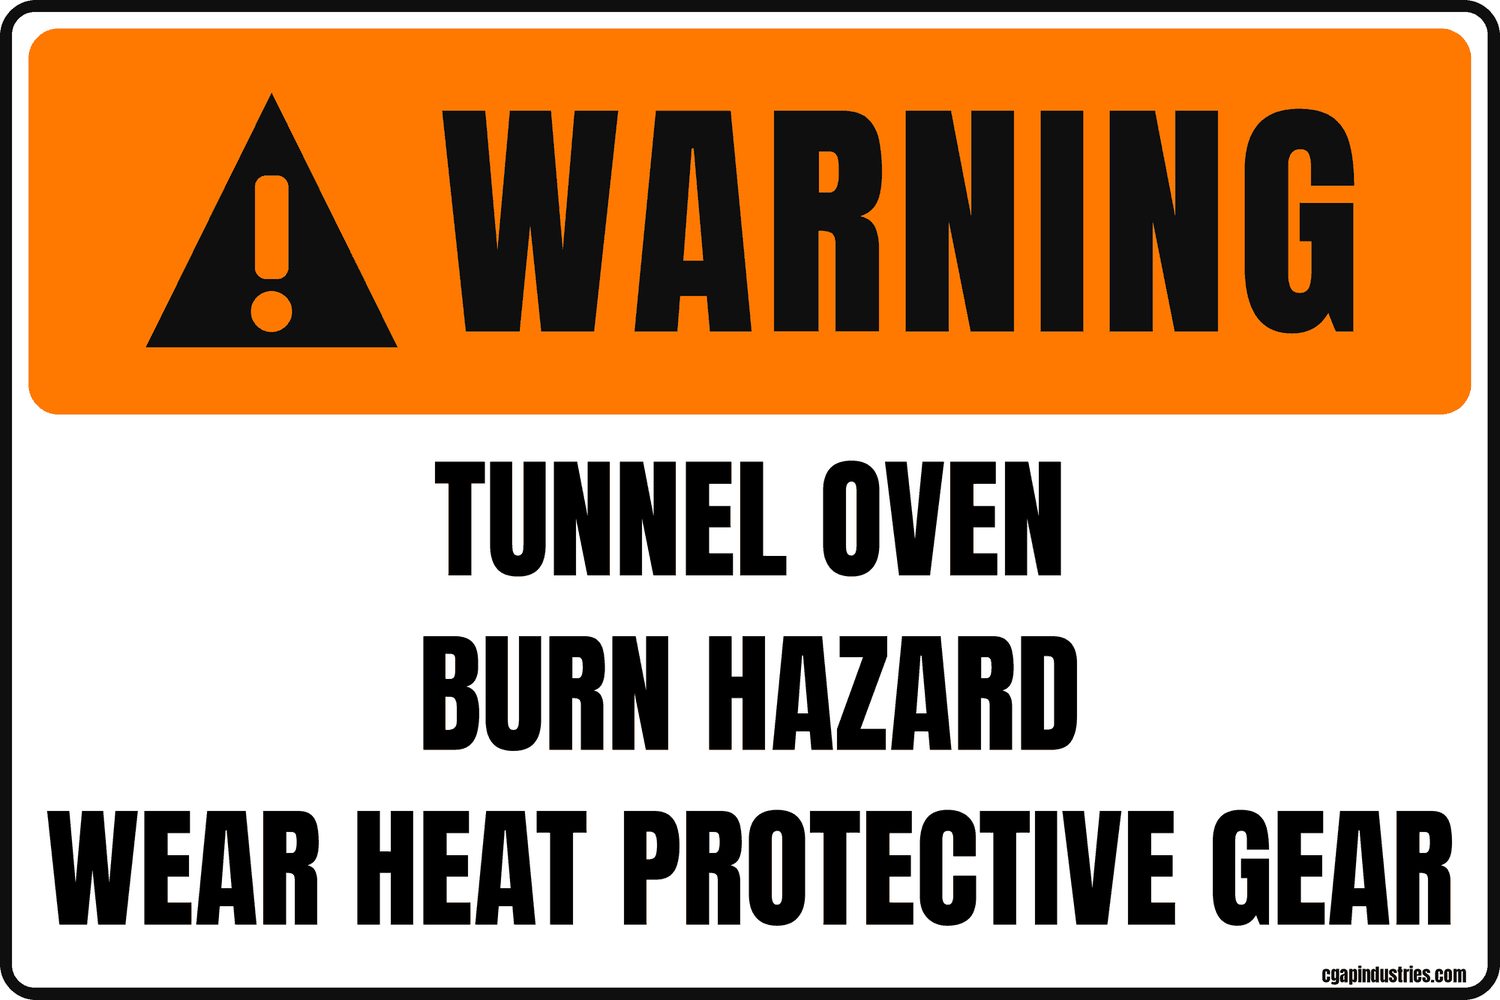 WARNING
TUNNEL OVEN
BURN HAZARD
WEAR HEAT PROTECTIVE GEAR
cgapindustries.com